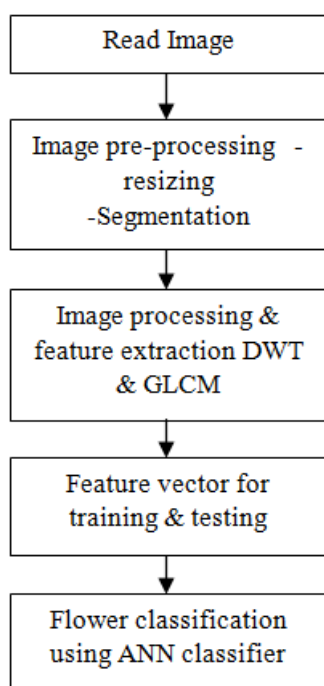 Read Image
Image pre-processing -
resizing
-Segmentation
Image processing &
feature extraction DWT
& GLCM
Feature vector for
training & testing
Flower classification
using ANN classifier